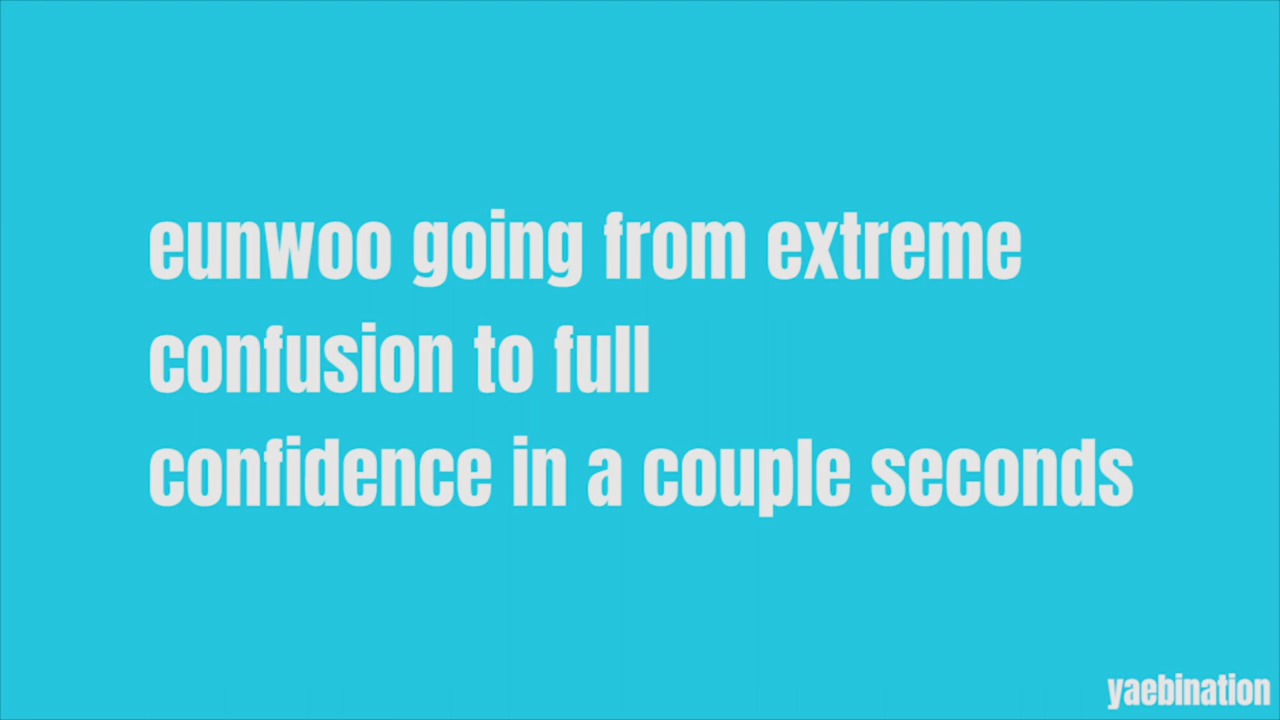 eunwoo going from extreme
confusion to full
confidence in a couple seconds
yaebination